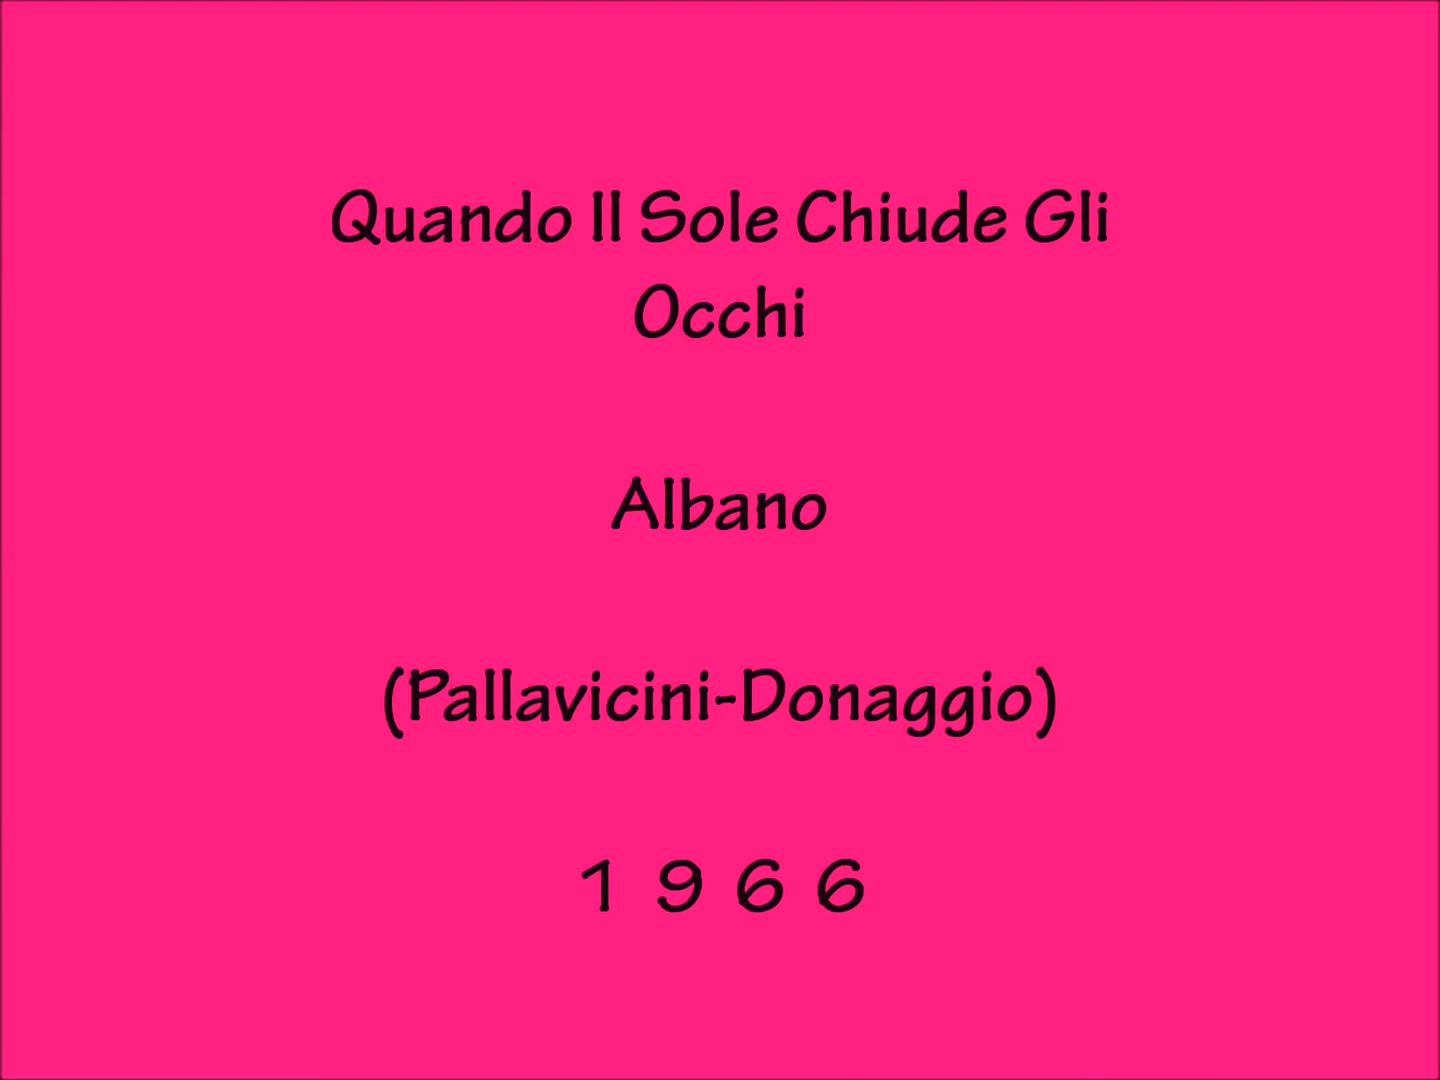 Quando Il Sole Chiude Gli
Occhi
Albano
(Pallavicini-Donaggio)
1 9 6 6